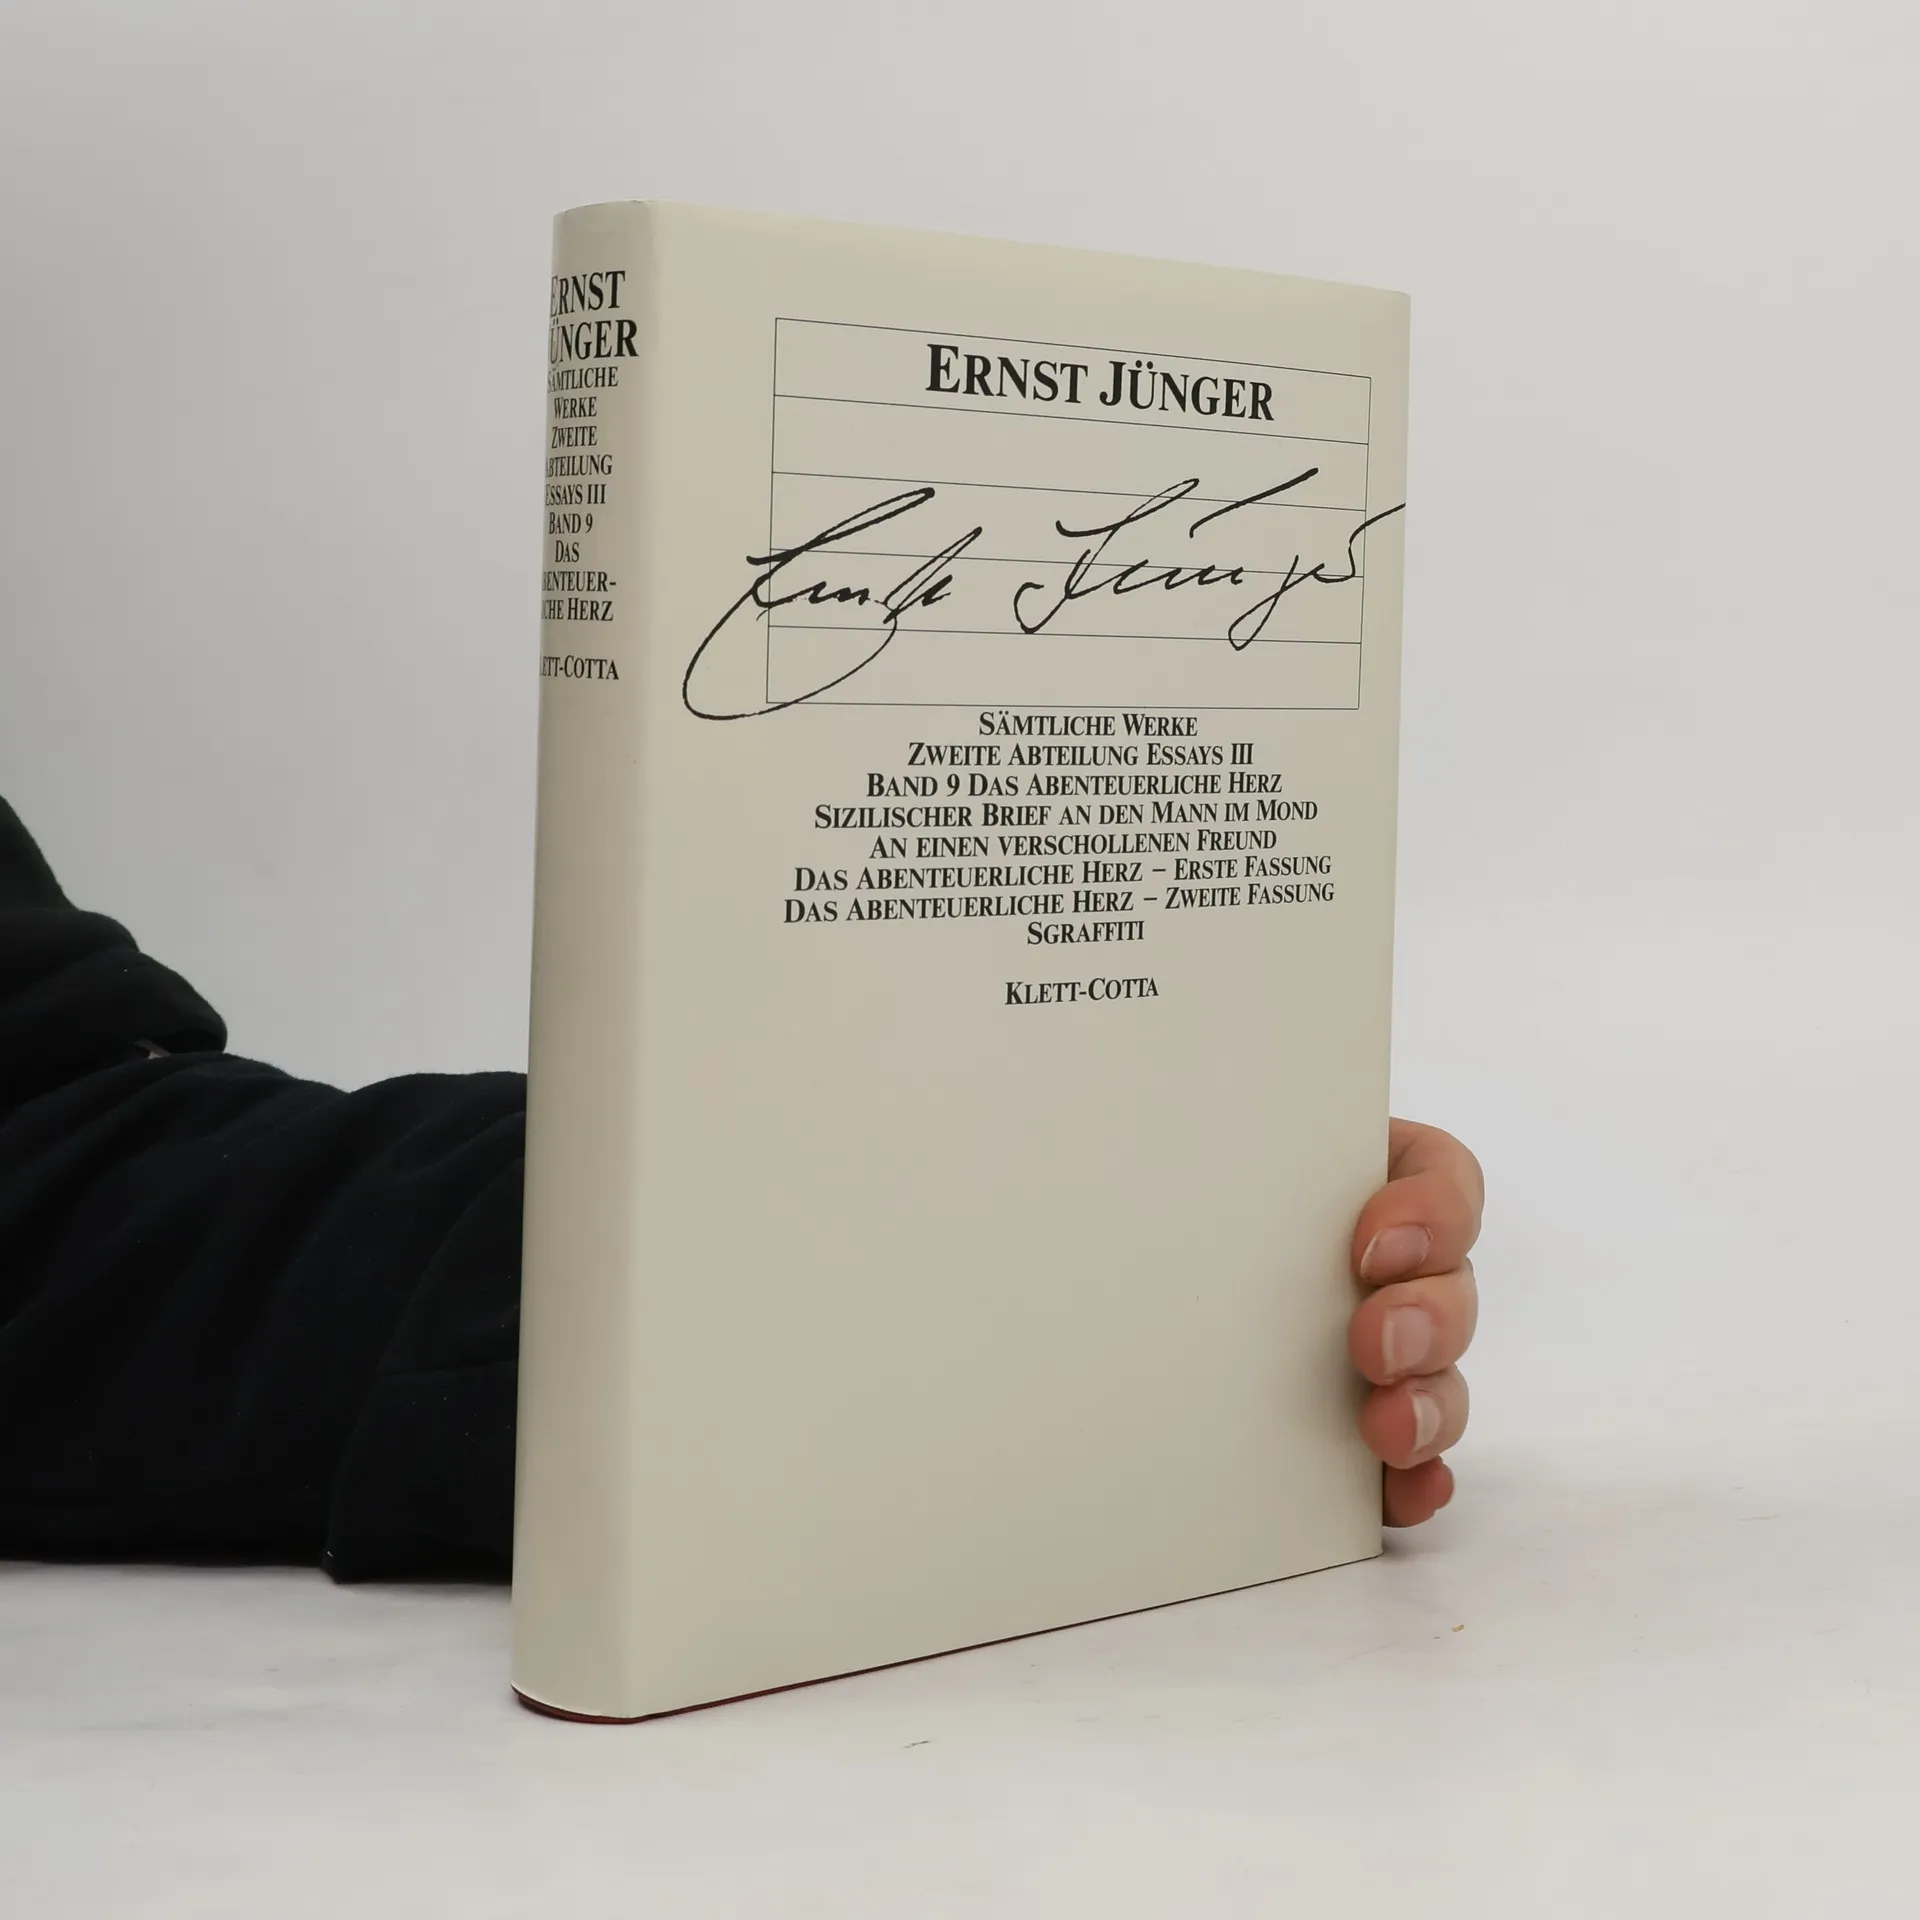 ERNST
JÜNGER
SÄMTLICHE
WERKE
ZWEITE
ABTEILUNG
ESSAYS III
BAND 9
DAS
ABENTEUER-
LICHE HERZ
KLETT-COTTA
ERNST JÜNGER
Ernst Jünger
SÄMTLICHE WERKE
ZWEITE ABTEILUNG ESSAYS III
BAND 9 DAS ABENTEUERLICHE HERZ
SIZILISCHER BRIEF AN DEN MANN IM MOND
AN EINEN VERSCHOLLENEN FREUND
DAS ABENTEUERLICHE HERZ – ERSTE FASSUNG
DAS ABENTEUERLICHE HERZ – ZWEITE FASSUNG
SGRAFFITI
KLETT-COTTA